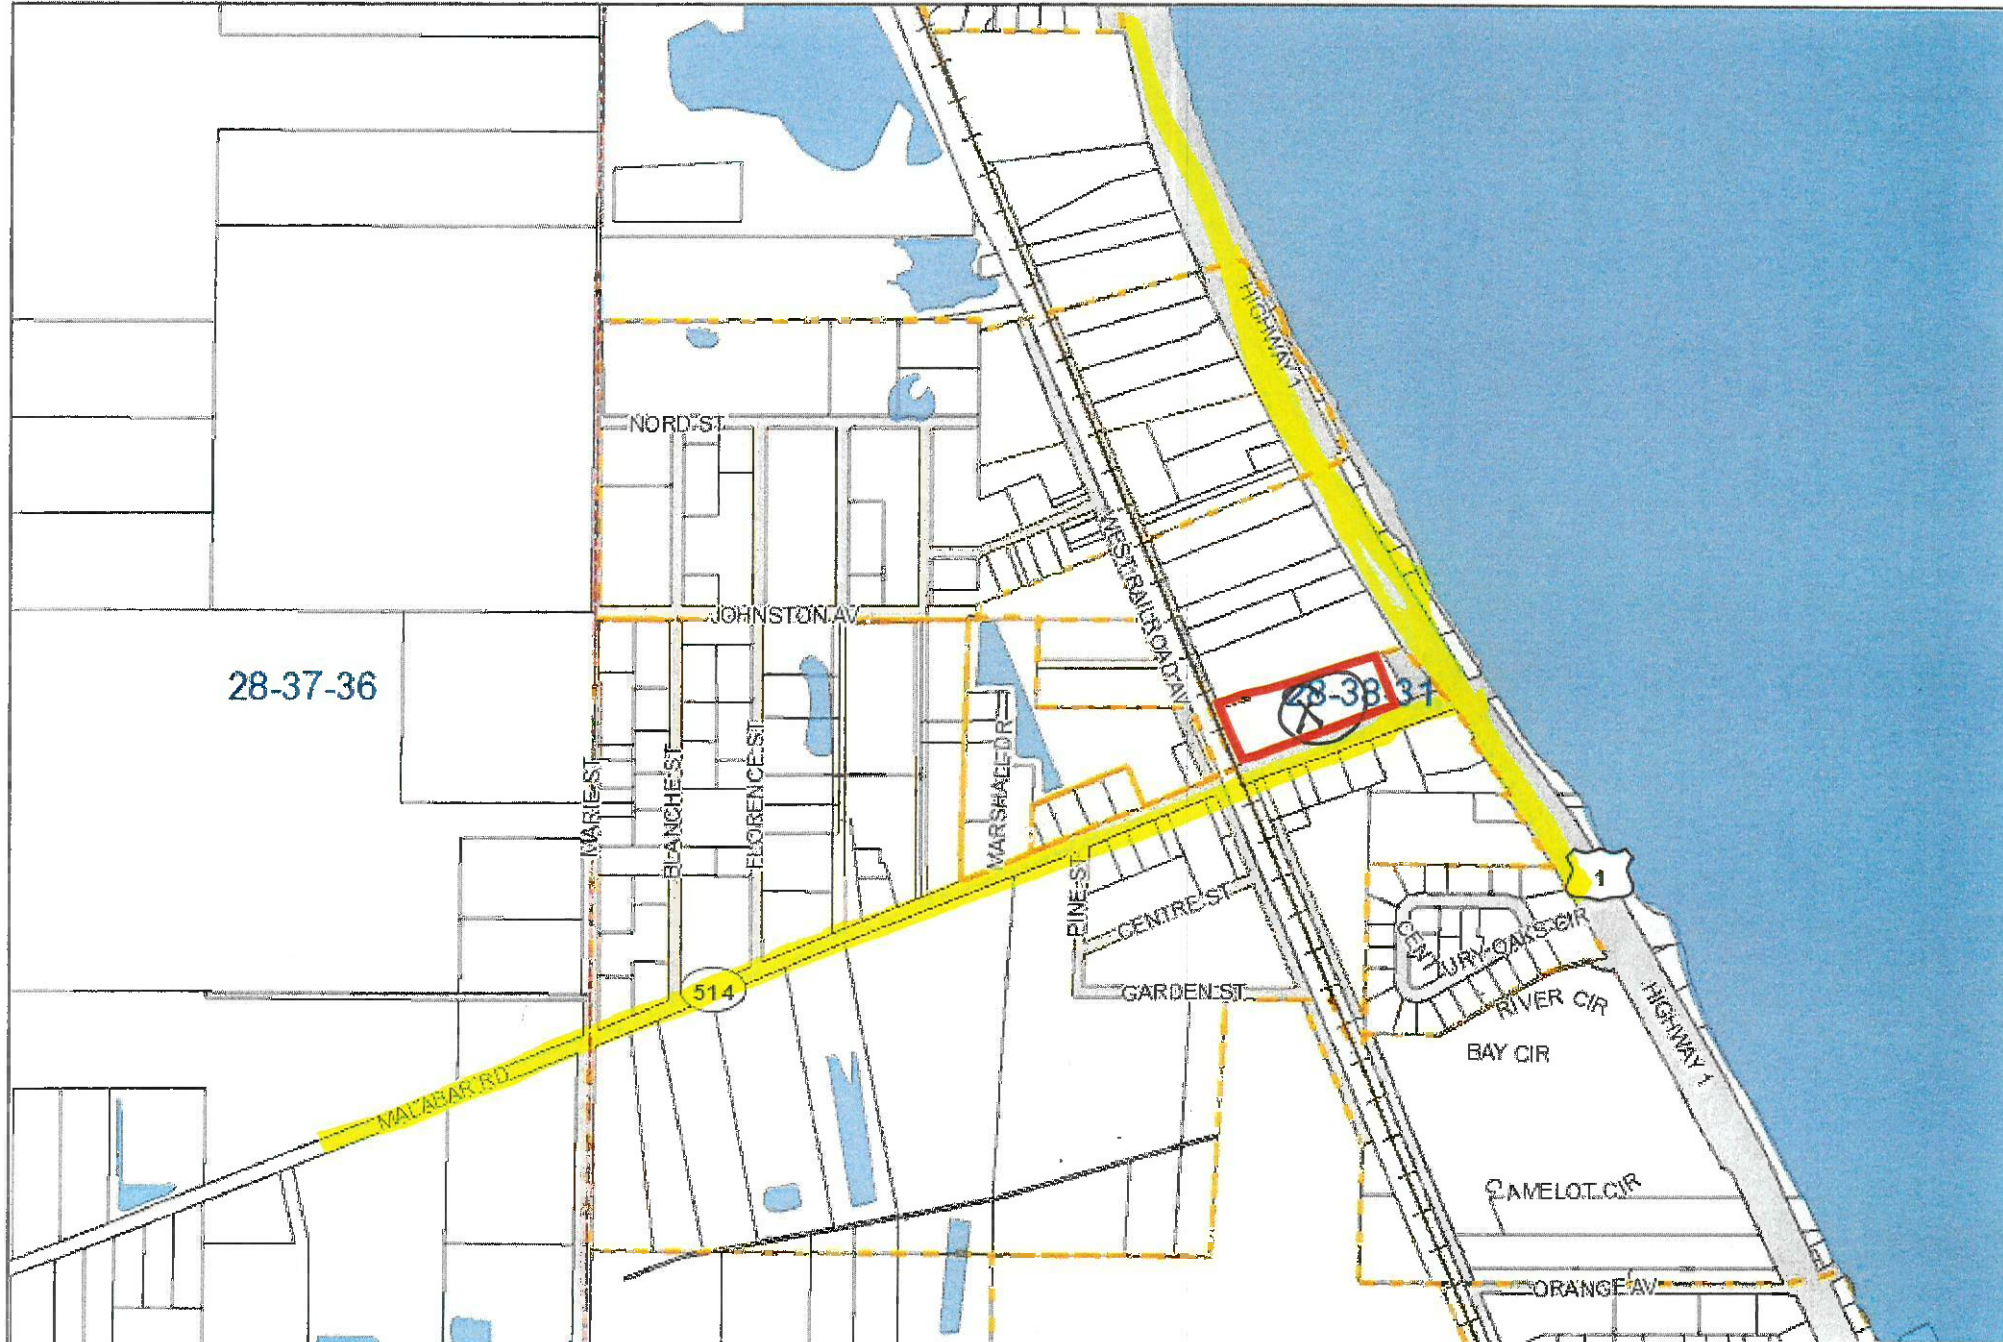 HIGHWAY 1
NORD ST
WEST RAILROAD AV
JOHNSTON AV
28-37-36
28-38-31
X
MARIE ST
BLANCHE ST
FLORENCE ST
MARSHALL DR
PINE ST
CENTRE ST
1
CENTURY OAKS CIR
514
GARDEN ST
RIVER CIR
HIGHWAY 1
BAY CIR
MALABAR RD
CAMELOT CIR
ORANGE AV